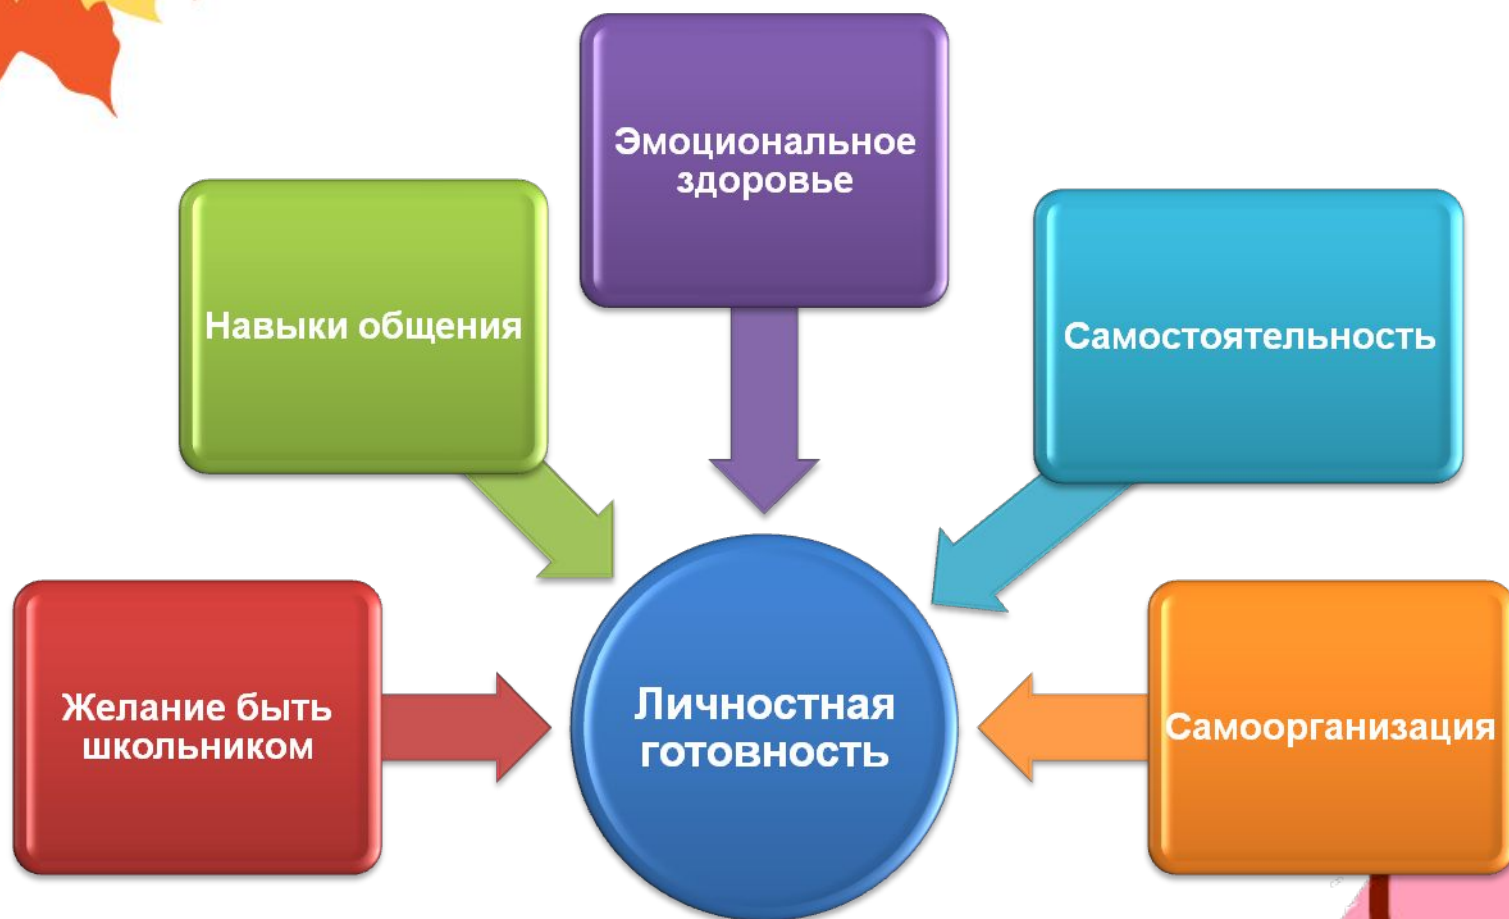 Эмоциональное
здоровье
Навыки общения
Самостоятельность
Желание быть
школьником
Личностная
готовность
Самоорганизация